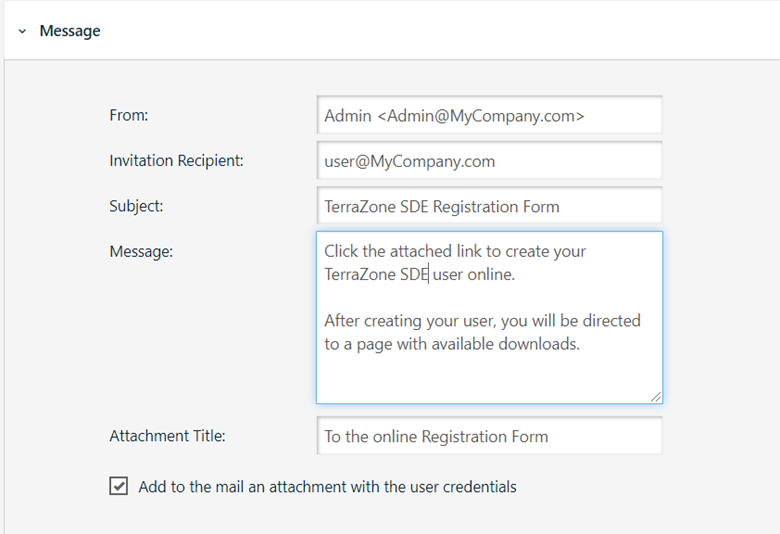 Message
From:
Admin <Admin@MyCompany.com>
Invitation Recipient:
user@MyCompany.com
Subject:
TerraZone SDE Registration Form
Message:
Click the attached link to create your
TerraZone SDE user online.
After creating your user, you will be directed
to a page with available downloads.
Attachment Title:
To the online Registration Form
Add to the mail an attachment with the user credentials